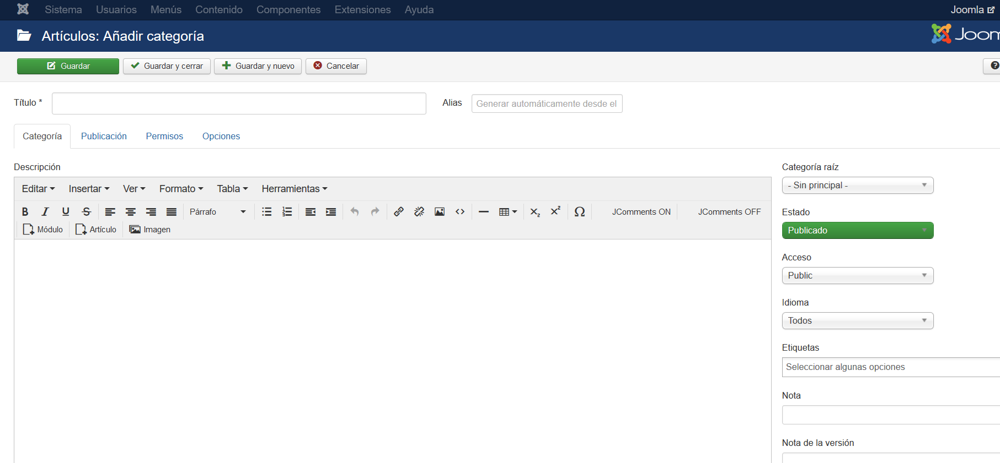 Sistema Usuarios Menús Contenido Componentes Extensiones Ayuda Joomla
Artículos: Añadir categoría
Guardar Guardar y cerrar Guardar y nuevo Cancelar
Título * Alias Generar automáticamente desde el
Categoría Publicación Permisos Opciones
Descripción
Editar Insertar Ver Formato Tabla Herramientas
B I U S Párrafo JComments ON JComments OFF
Módulo Artículo Imagen
Categoría raíz
- Sin principal -
Estado
Publicado
Acceso
Public
Idioma
Todos
Etiquetas
Seleccionar algunas opciones
Nota
Nota de la versión